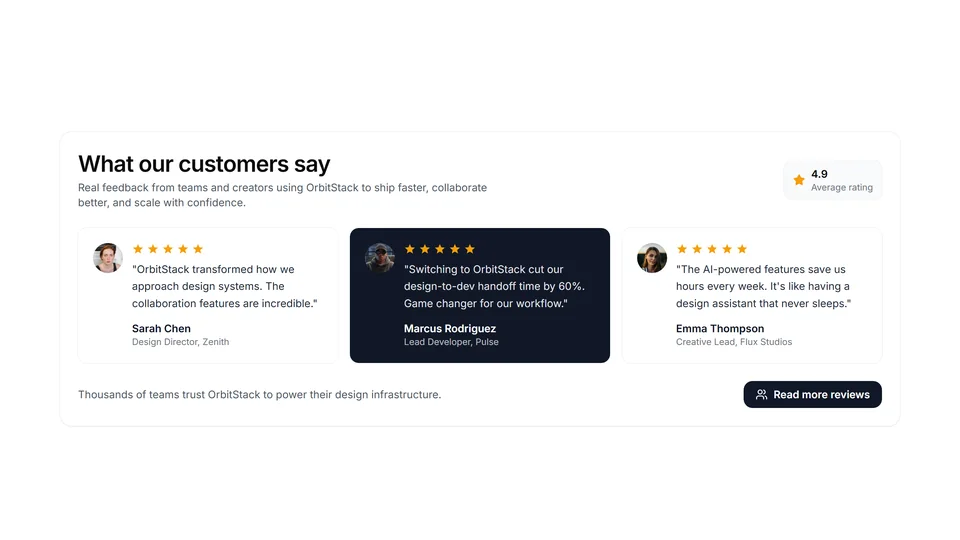 What our customers say
Real feedback from teams and creators using OrbitStack to ship faster, collaborate
better, and scale with confidence.
4.9
Average rating
"OrbitStack transformed how we
approach design systems. The
collaboration features are incredible."
Sarah Chen
Design Director, Zenith
"Switching to OrbitStack cut our
design-to-dev handoff time by 60%.
Game changer for our workflow."
Marcus Rodriguez
Lead Developer, Pulse
"The AI-powered features save us
hours every week. It's like having a
design assistant that never sleeps."
Emma Thompson
Creative Lead, Flux Studios
Thousands of teams trust OrbitStack to power their design infrastructure.
Read more reviews